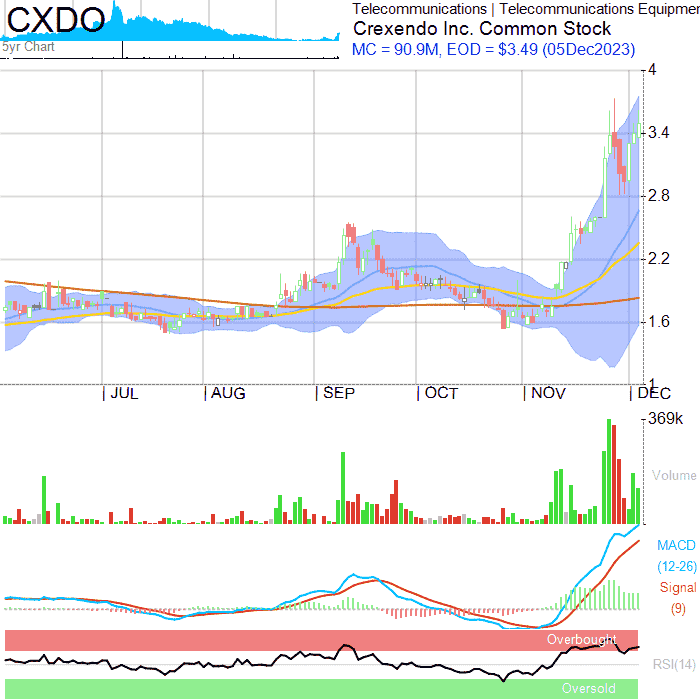 CXDO
5yr Chart
Telecommunications | Telecommunications Equipmen
Crexendo Inc. Common Stock
MC = 90.9M, EOD = $3.49 (05Dec2023)
4
3.4
2.8
2.2
1.6
1
JUL AUG SEP OCT NOV DEC
369k
Volume
MACD
(12-26)
Signal
(9)
Overbought
RSI(14)
Oversold